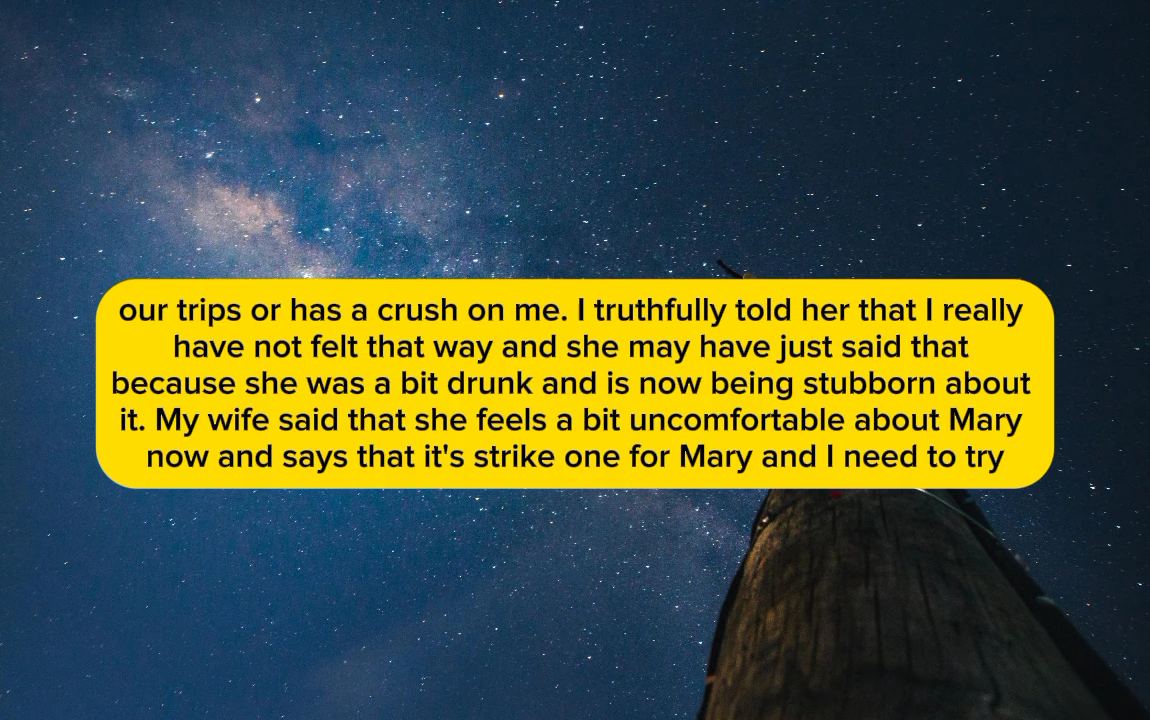 our trips or has a crush on me. I truthfully told her that I really
have not felt that way and she may have just said that
because she was a bit drunk and is now being stubborn about
it. My wife said that she feels a bit uncomfortable about Mary
now and says that it's strike one for Mary and I need to try